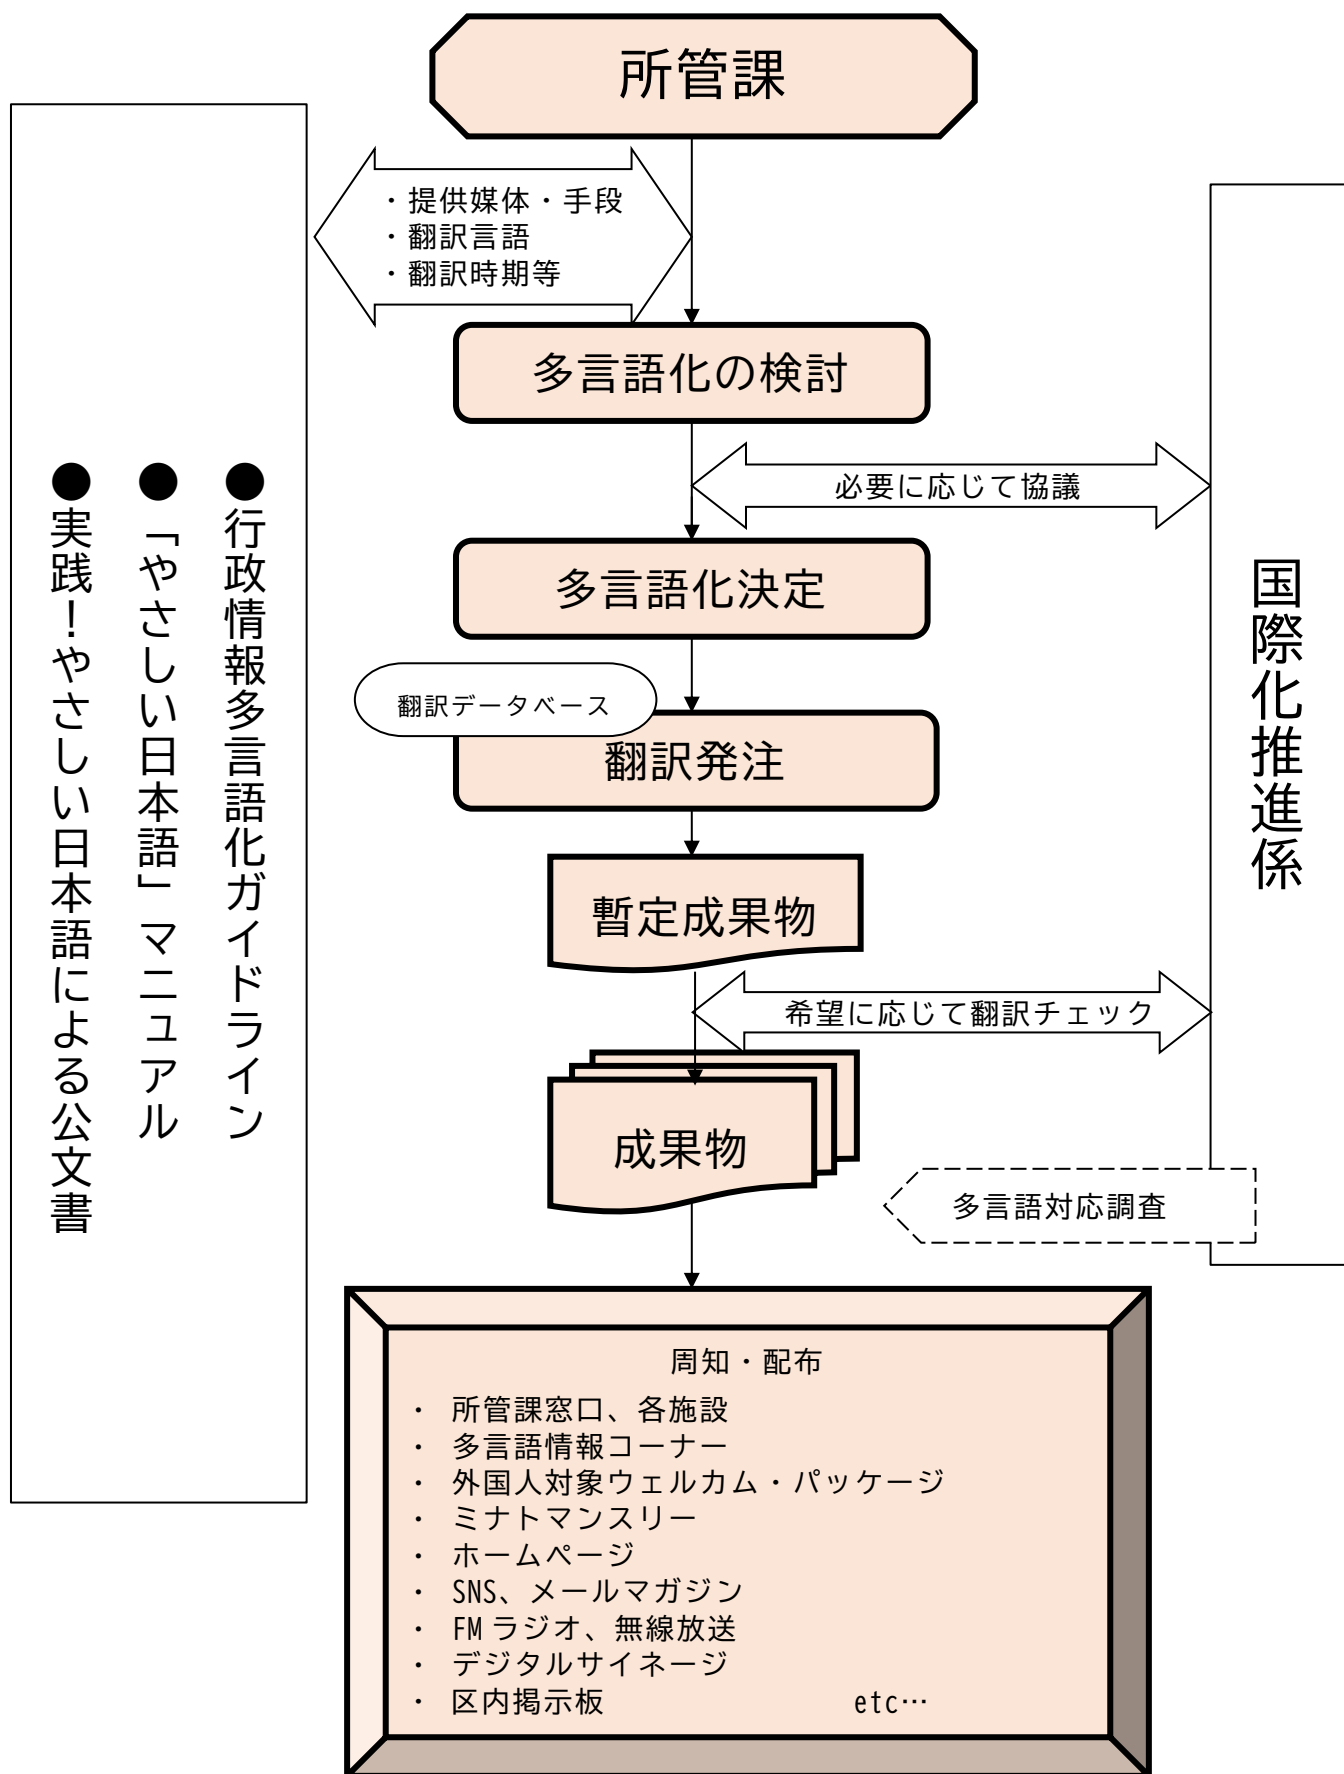 所管課
・提供媒体・手段
・翻訳言語
・翻訳時期等
多言語化の検討
必要に応じて協議
多言語化決定
翻訳データベース
翻訳発注
暫定成果物
希望に応じて翻訳チェック
成果物
多言語対応調査
周知・配布
・ 所管課窓口、各施設
・ 多言語情報コーナー
・ 外国人対象ウェルカム・パッケージ
・ ミナトマンスリー
・ ホームページ
・ SNS、メールマガジン
・ FMラジオ、無線放送
・ デジタルサイネージ
・ 区内掲示板 etc…
●行政情報多言語化ガイドライン
●「やさしい日本語」マニュアル
●実践！やさしい日本語による公文書
国際化推進係